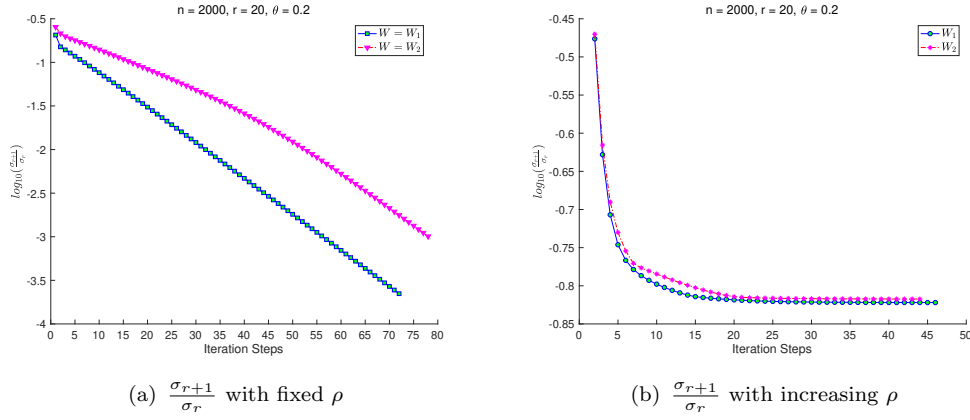 n = 2000, r = 20, θ = 0.2
W = W₁
W = W₂
log₁₀(σᵣ₊₁/σᵣ)
-0.5
-1
-1.5
-2
-2.5
-3
-3.5
-4
0 5 10 15 20 25 30 35 40 45 50 55 60 65 70 75 80
Iteration Steps
(a) σᵣ₊₁/σᵣ with fixed ρ
n = 2000, r = 20, θ = 0.2
W₁
W₂
log₁₀(σᵣ₊₁/σᵣ)
-0.45
-0.5
-0.55
-0.6
-0.65
-0.7
-0.75
-0.8
-0.85
0 5 10 15 20 25 30 35 40 45 50
Iteration Steps
(b) σᵣ₊₁/σᵣ with increasing ρ